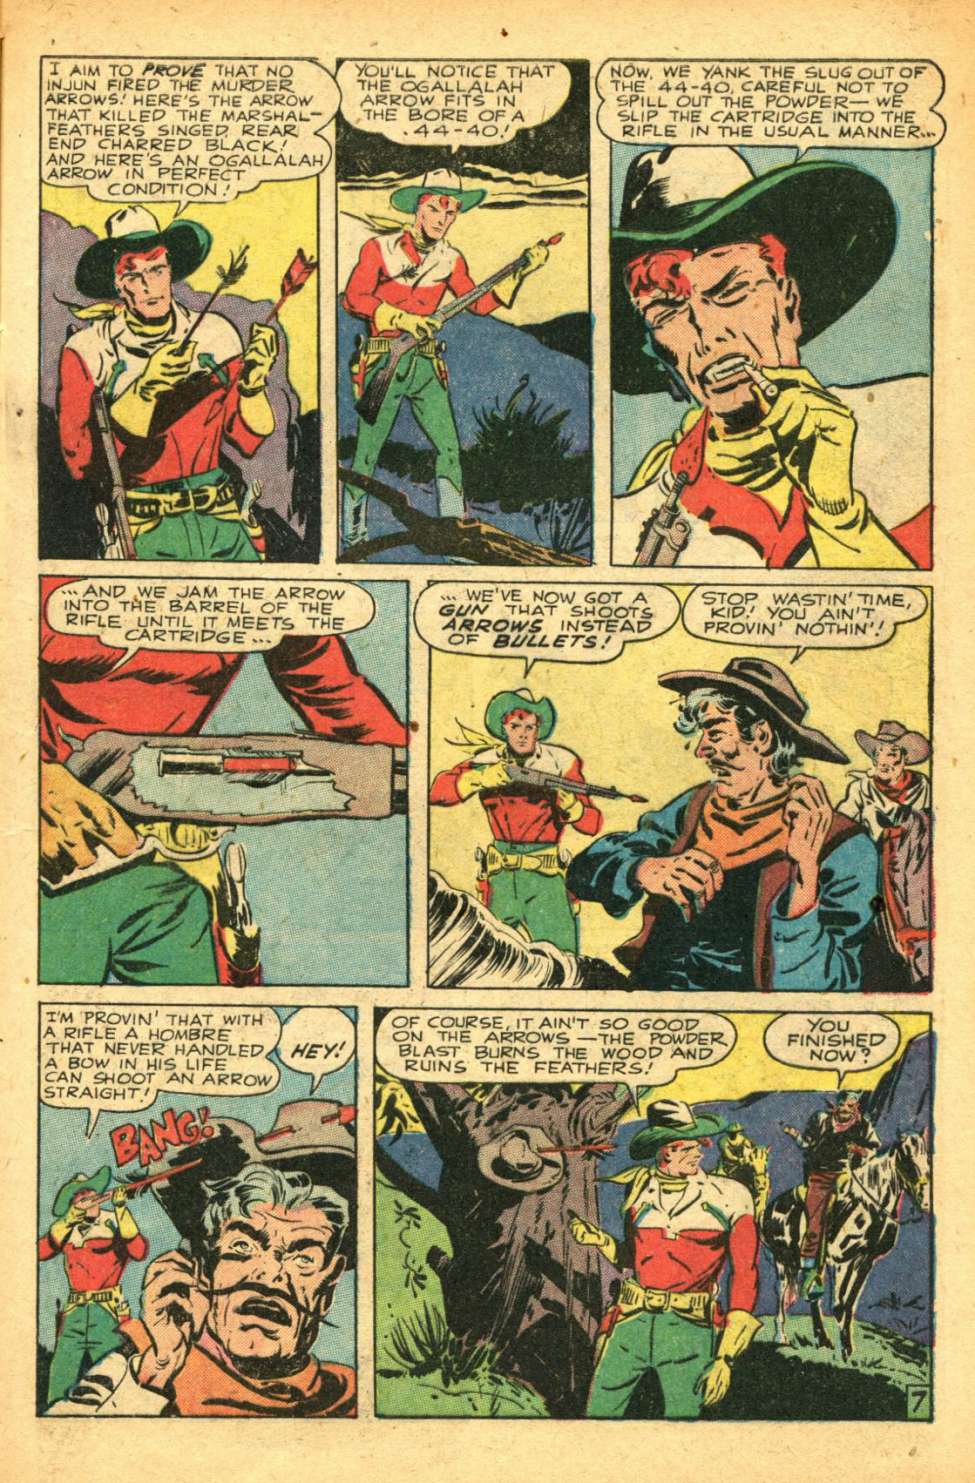 I AIM TO PROVE THAT NO
INJUN FIRED THE MURDER
ARROWS! HERE'S THE ARROW
THAT KILLED THE MARSHAL-
FEATHERS SINGED, REAR
END CHARRED BLACK!
AND HERE'S AN OGALLALAH
ARROW IN PERFECT
CONDITION!
YOU'LL NOTICE THAT
THE OGALLALAH
ARROW FITS IN
THE BORE OF A
.44-40!
NOW, WE YANK THE SLUG OUT OF
THE 44-40, CAREFUL NOT TO
SPILL OUT THE POWDER— WE
SLIP THE CARTRIDGE INTO THE
RIFLE IN THE USUAL MANNER...
...AND WE JAM THE ARROW
INTO THE BARREL OF THE
RIFLE UNTIL IT MEETS THE
CARTRIDGE...
... WE'VE NOW GOT A
GUN THAT SHOOTS
ARROWS INSTEAD
OF BULLETS!
STOP WASTIN' TIME,
KID! YOU AIN'T
PROVIN' NOTHIN'!
I'M PROVIN' THAT WITH
A RIFLE A HOMBRE
THAT NEVER HANDLED
A BOW IN HIS LIFE
CAN SHOOT AN ARROW
STRAIGHT!
HEY!
BANG!
OF COURSE, IT AIN'T SO GOOD
ON THE ARROWS —THE POWDER
BLAST BURNS THE WOOD AND
RUINS THE FEATHERS!
YOU
FINISHED
NOW?
7